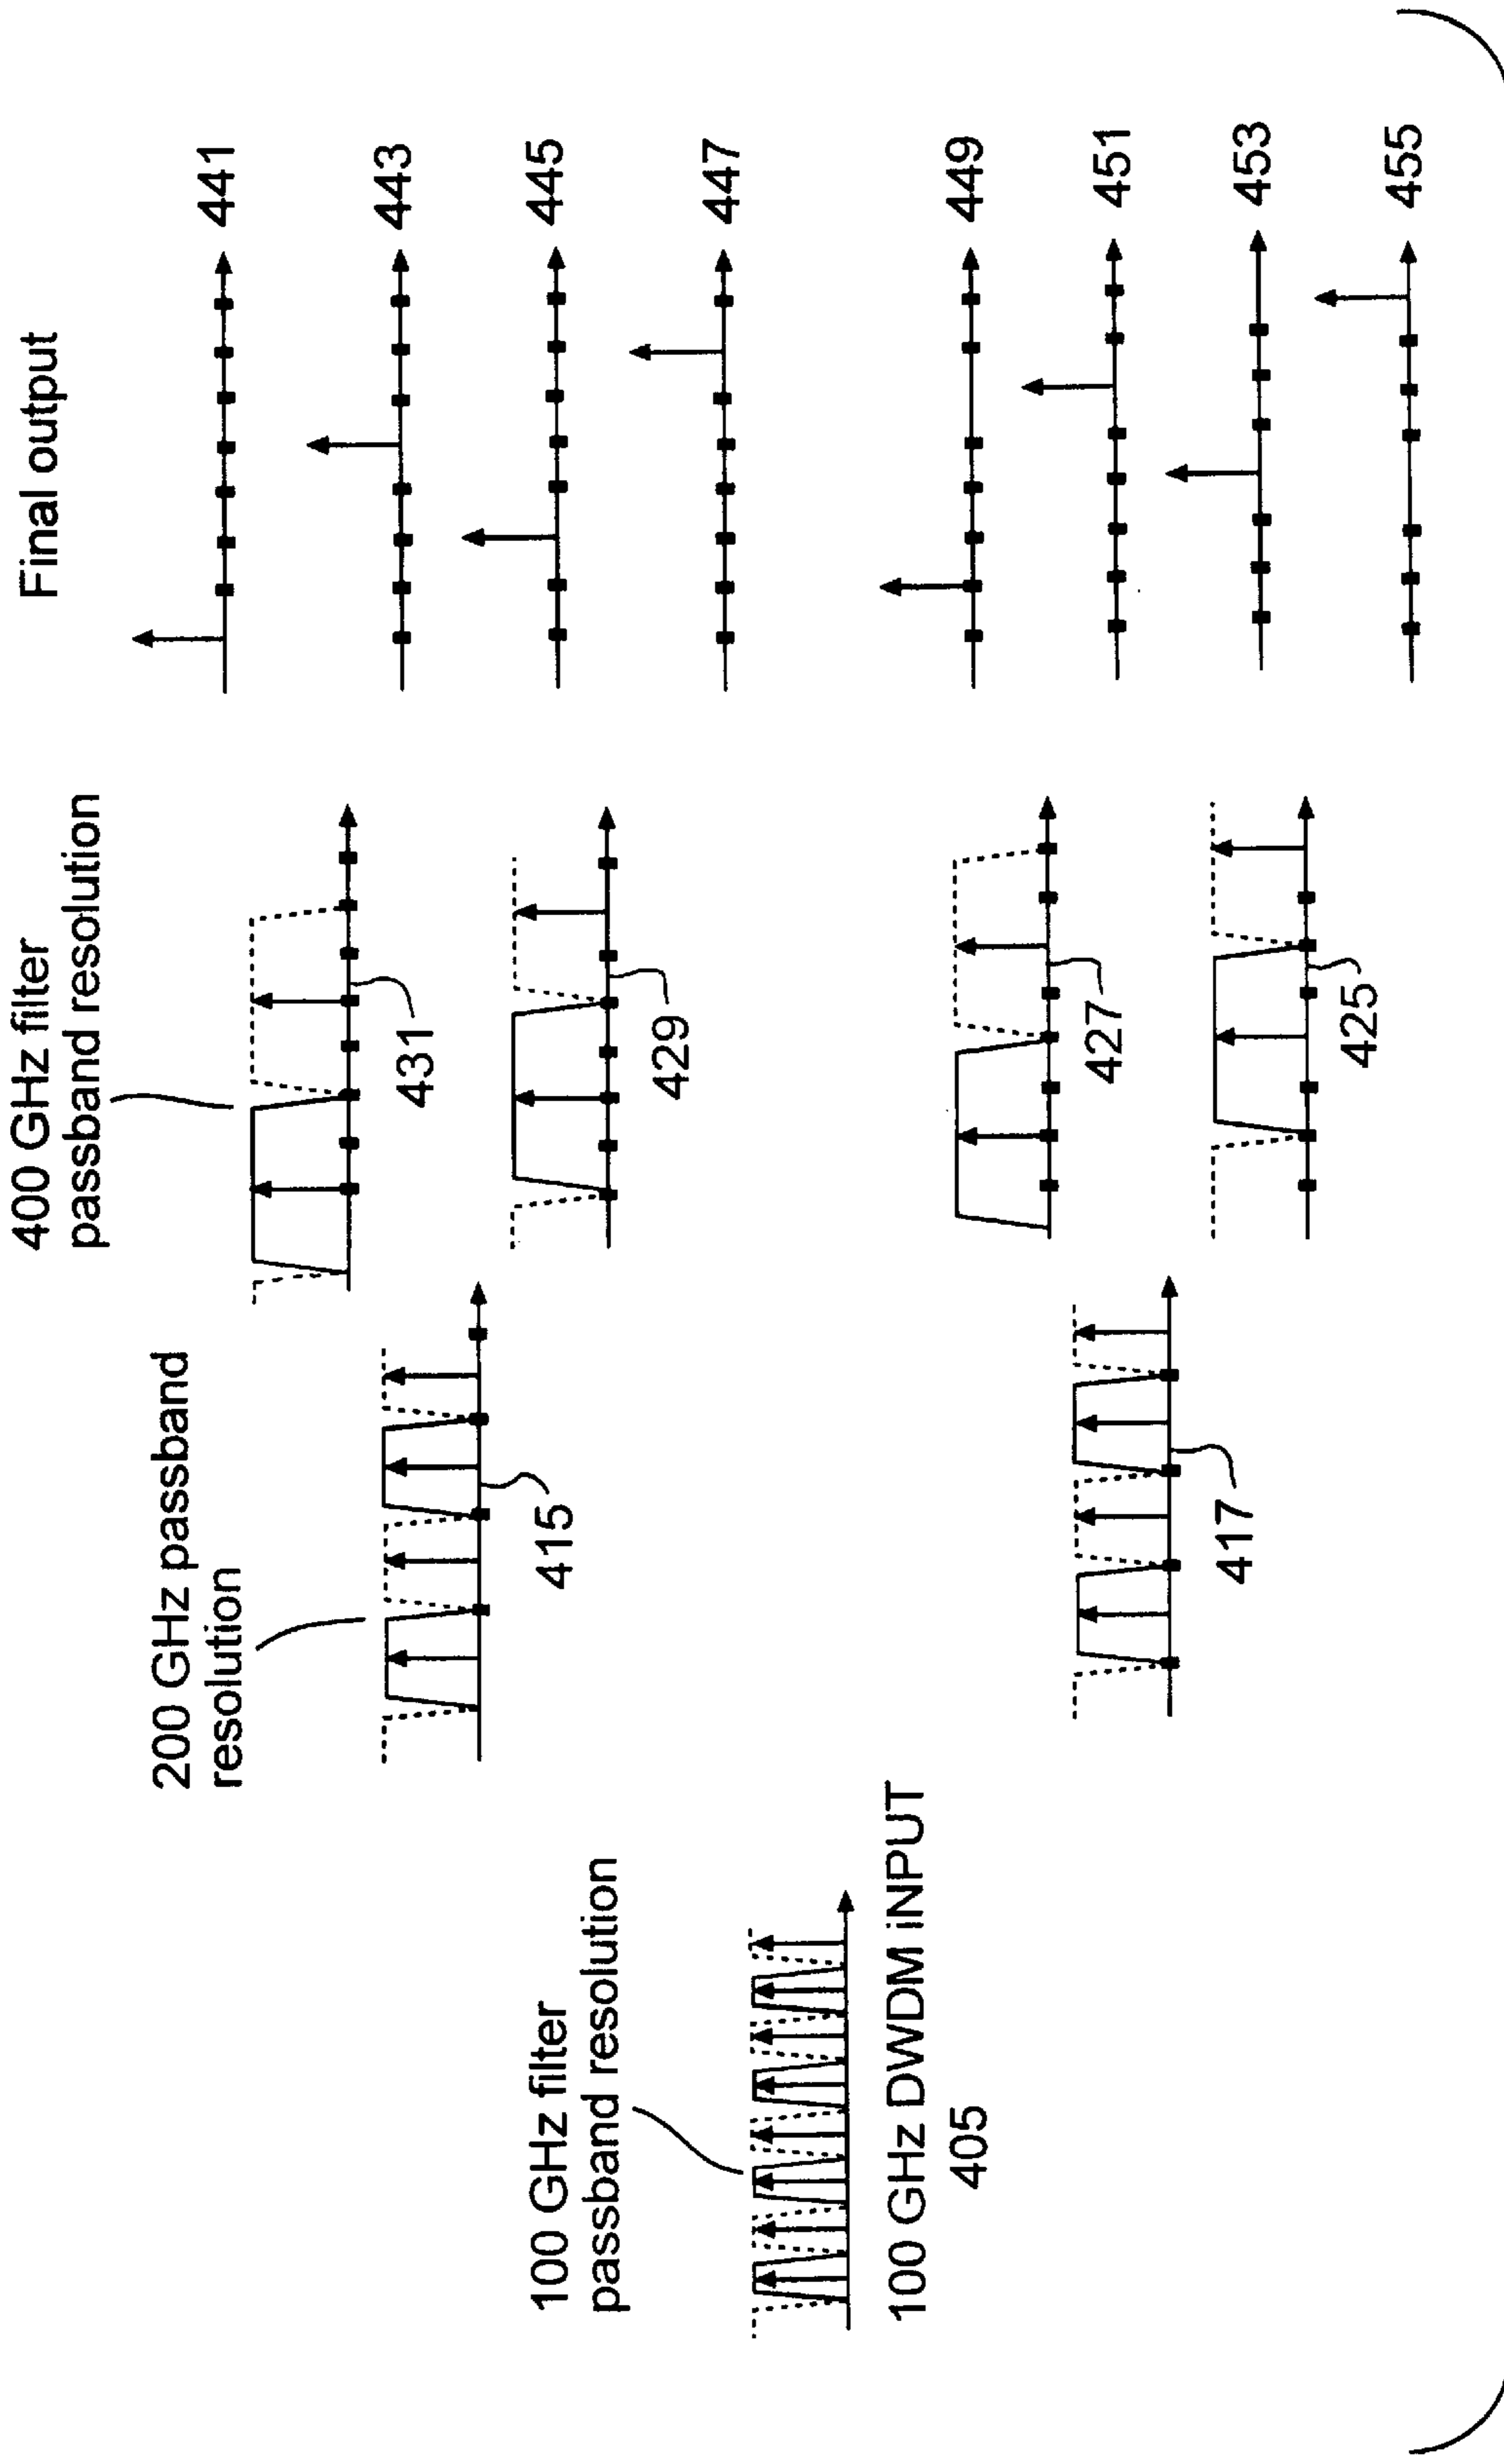 Final output
441
443
445
447
449
451
453
455
400 GHz filter
passband resolution
431
429
427
425
200 GHz passband
resolution
415
417
100 GHz filter
passband resolution
100 GHz DWDM iNPUT
405